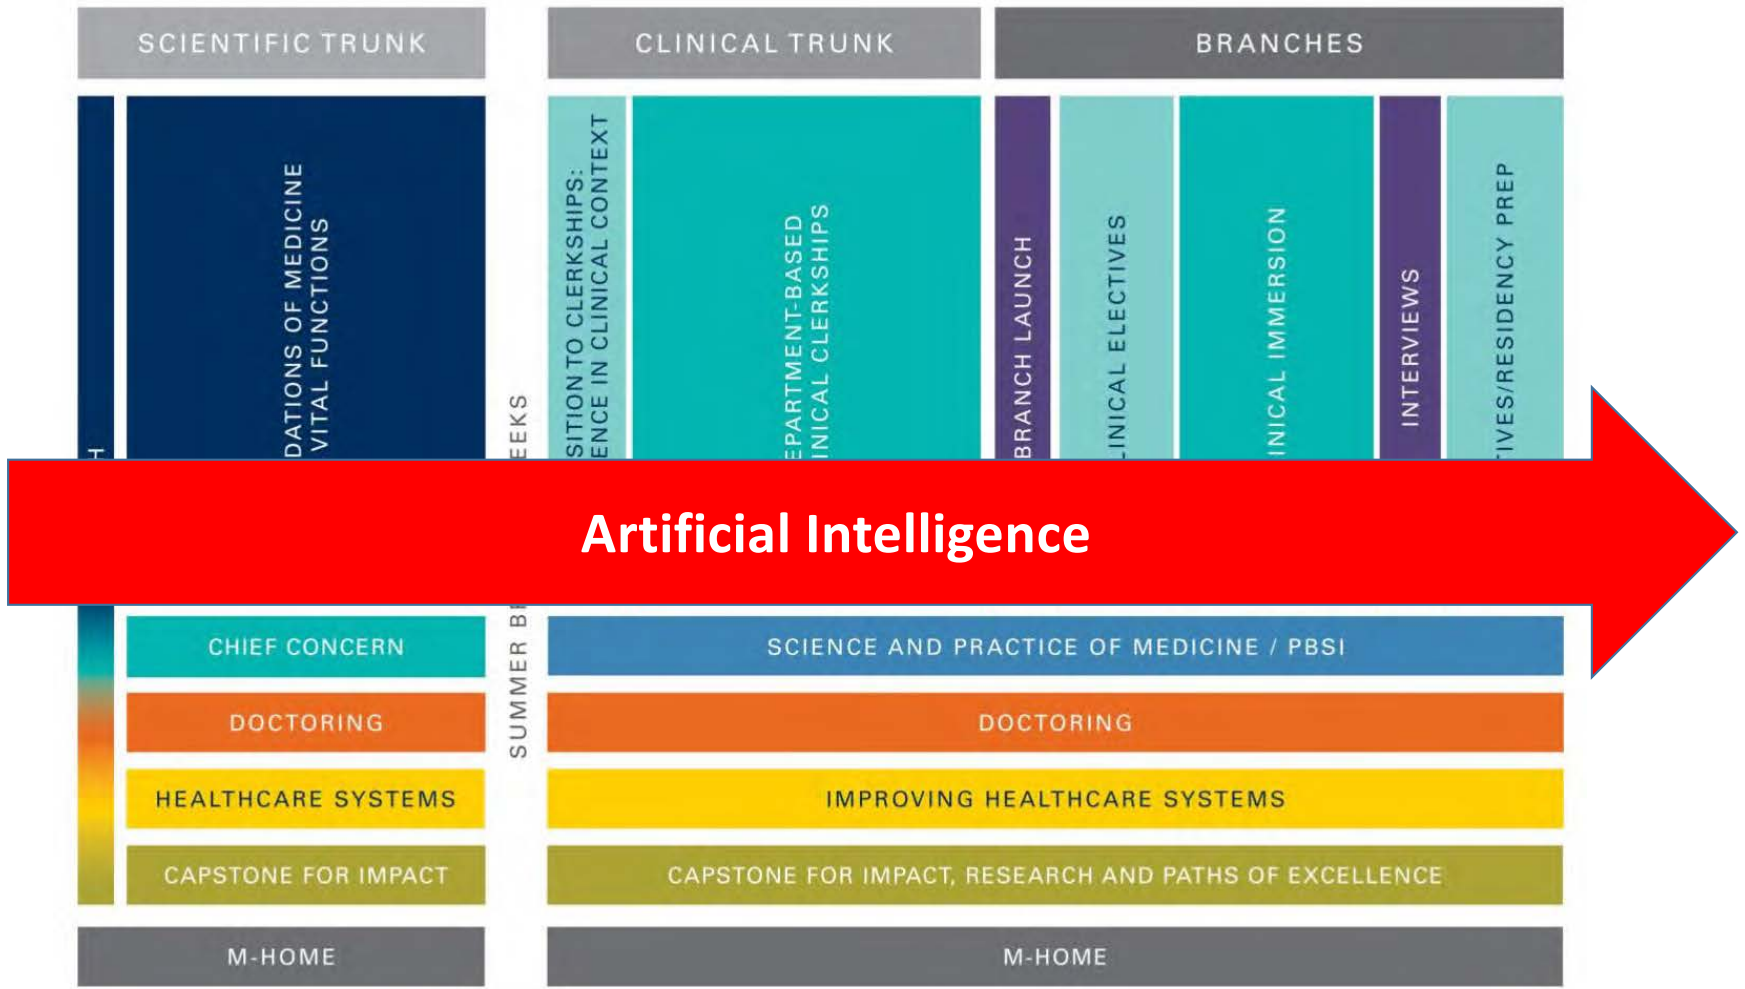 SCIENTIFIC TRUNK
CLINICAL TRUNK
BRANCHES
DATIONS OF MEDICINE
VITAL FUNCTIONS
EEKS
SITION TO CLERKSHIPS:
ENCE IN CLINICAL CONTEXT
EPARTMENT-BASED
INICAL CLERKSHIPS
BRANCH LAUNCH
LINICAL ELECTIVES
INICAL IMMERSION
INTERVIEWS
TIVES/RESIDENCY PREP
H
Artificial Intelligence
SUMMER BR
CHIEF CONCERN
SCIENCE AND PRACTICE OF MEDICINE / PBSI
DOCTORING
DOCTORING
HEALTHCARE SYSTEMS
IMPROVING HEALTHCARE SYSTEMS
CAPSTONE FOR IMPACT
CAPSTONE FOR IMPACT, RESEARCH AND PATHS OF EXCELLENCE
M-HOME
M-HOME